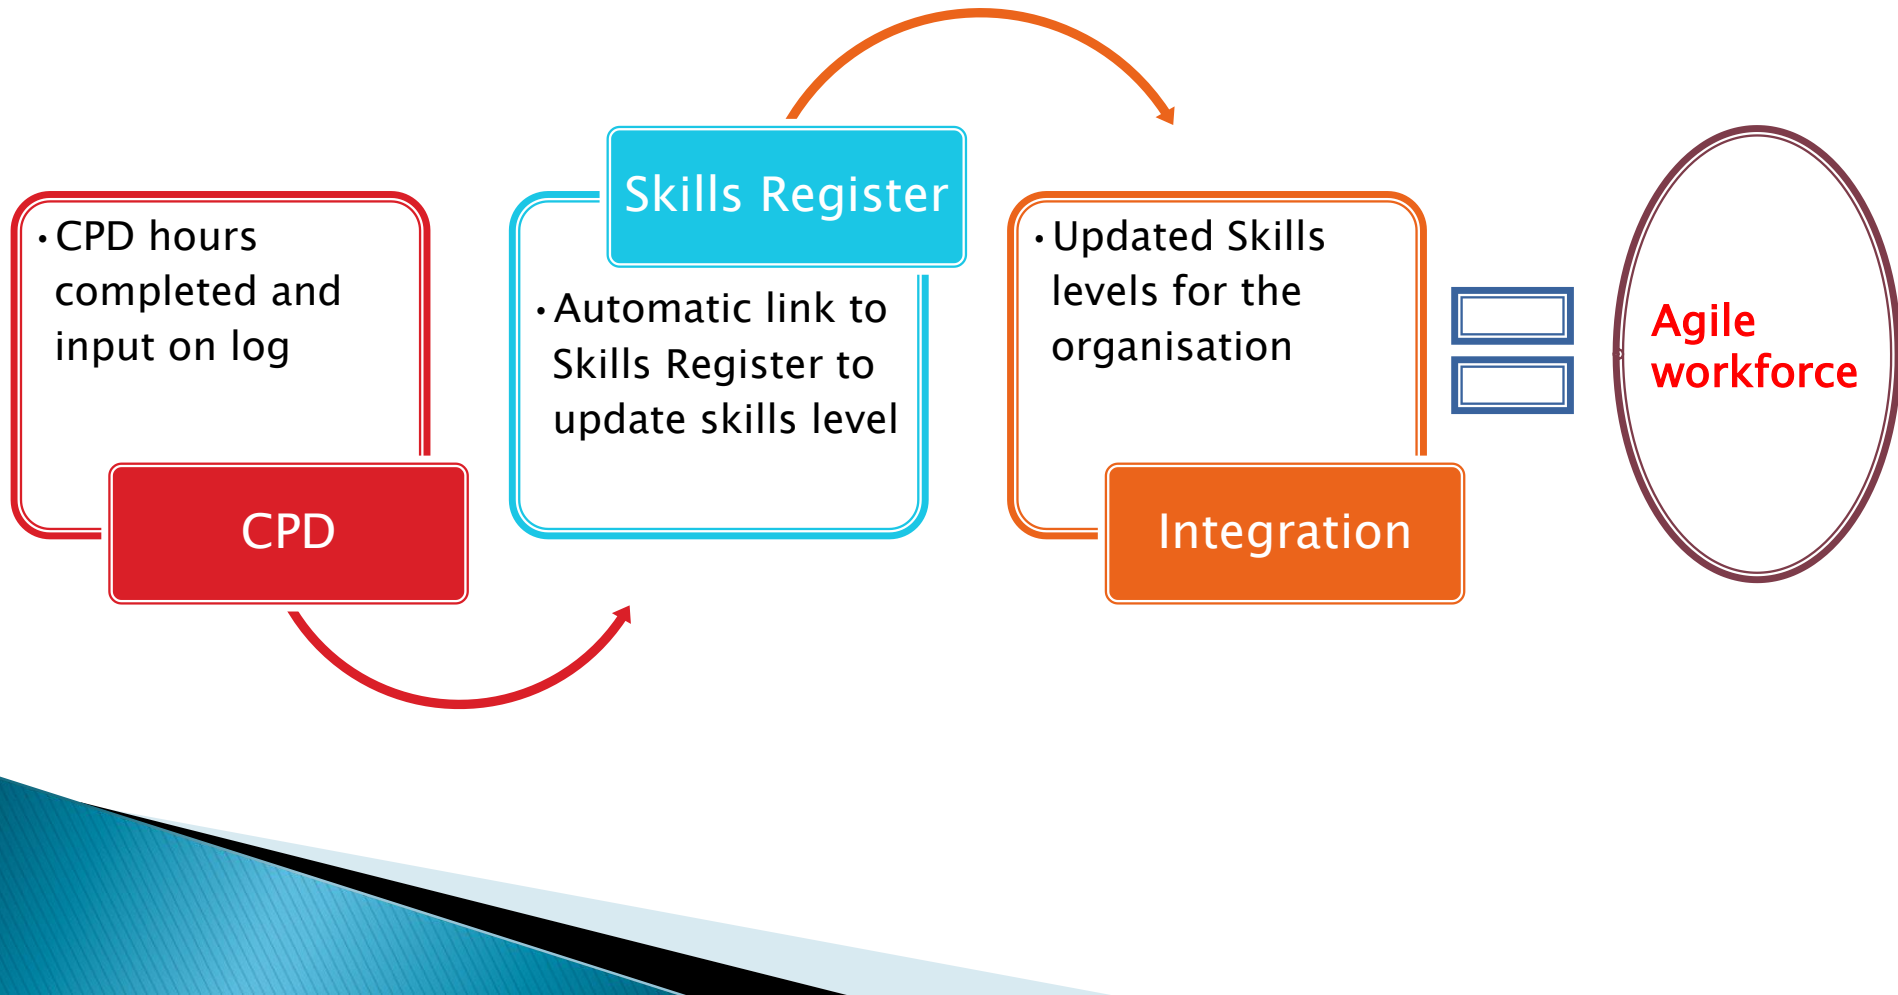 • CPD hours
completed and
input on log
CPD
Skills Register
• Automatic link to
Skills Register to
update skills level
• Updated Skills
levels for the
organisation
Integration
Agile
workforce